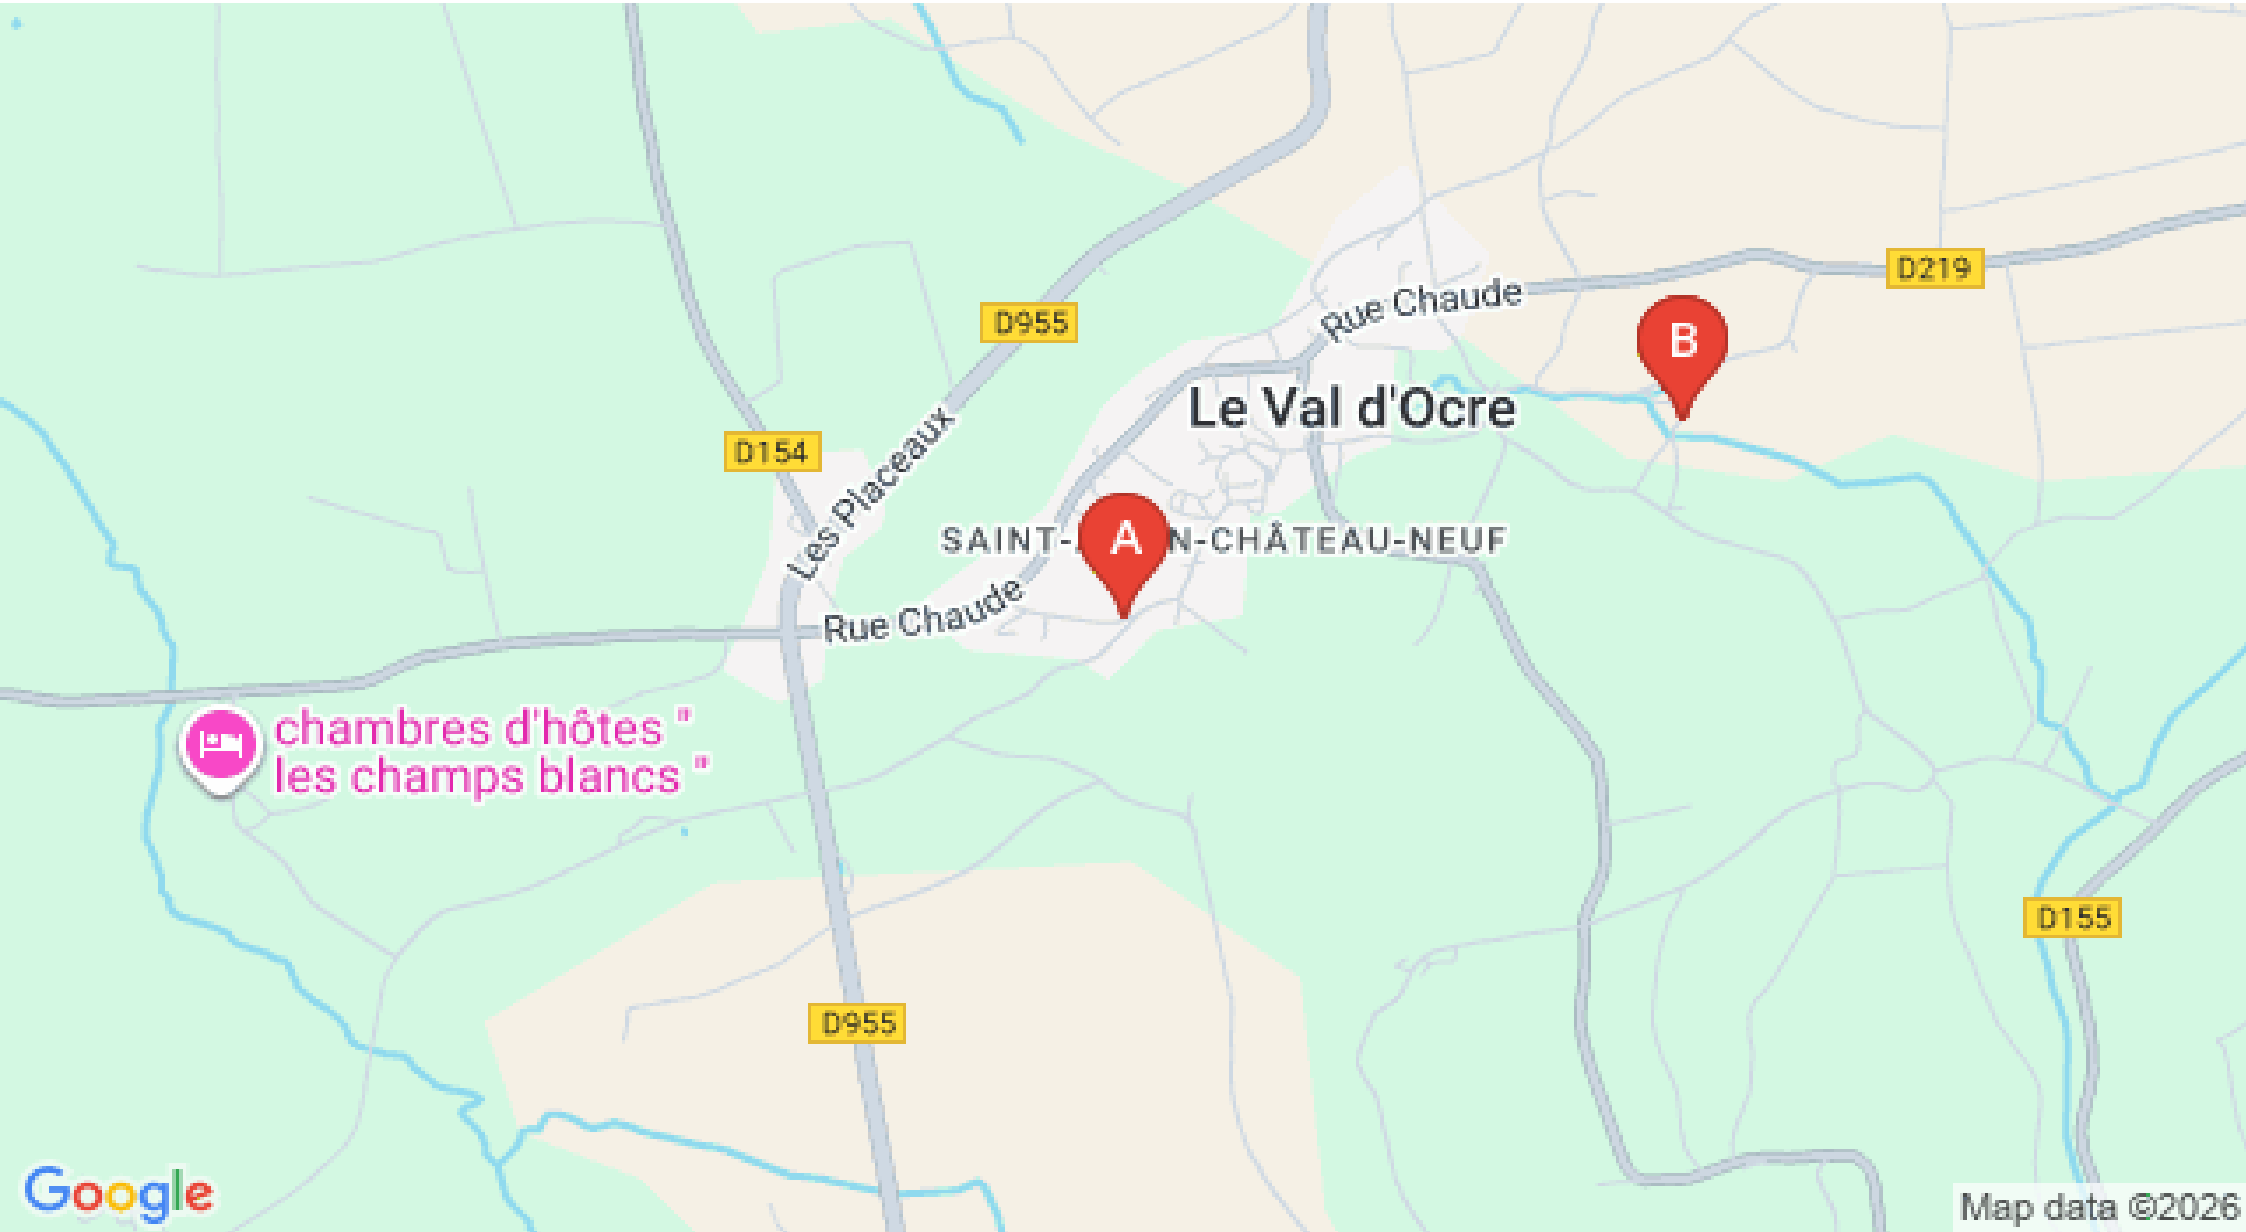 D219
Rue Chaude
D955
B
Le Val d'Ocre
D154
Les Placeaux
SAINT-
A
N-CHÂTEAU-NEUF
Rue Chaude
chambres d'hôtes "
les champs blancs "
D155
D955
Google
Map data ©2026